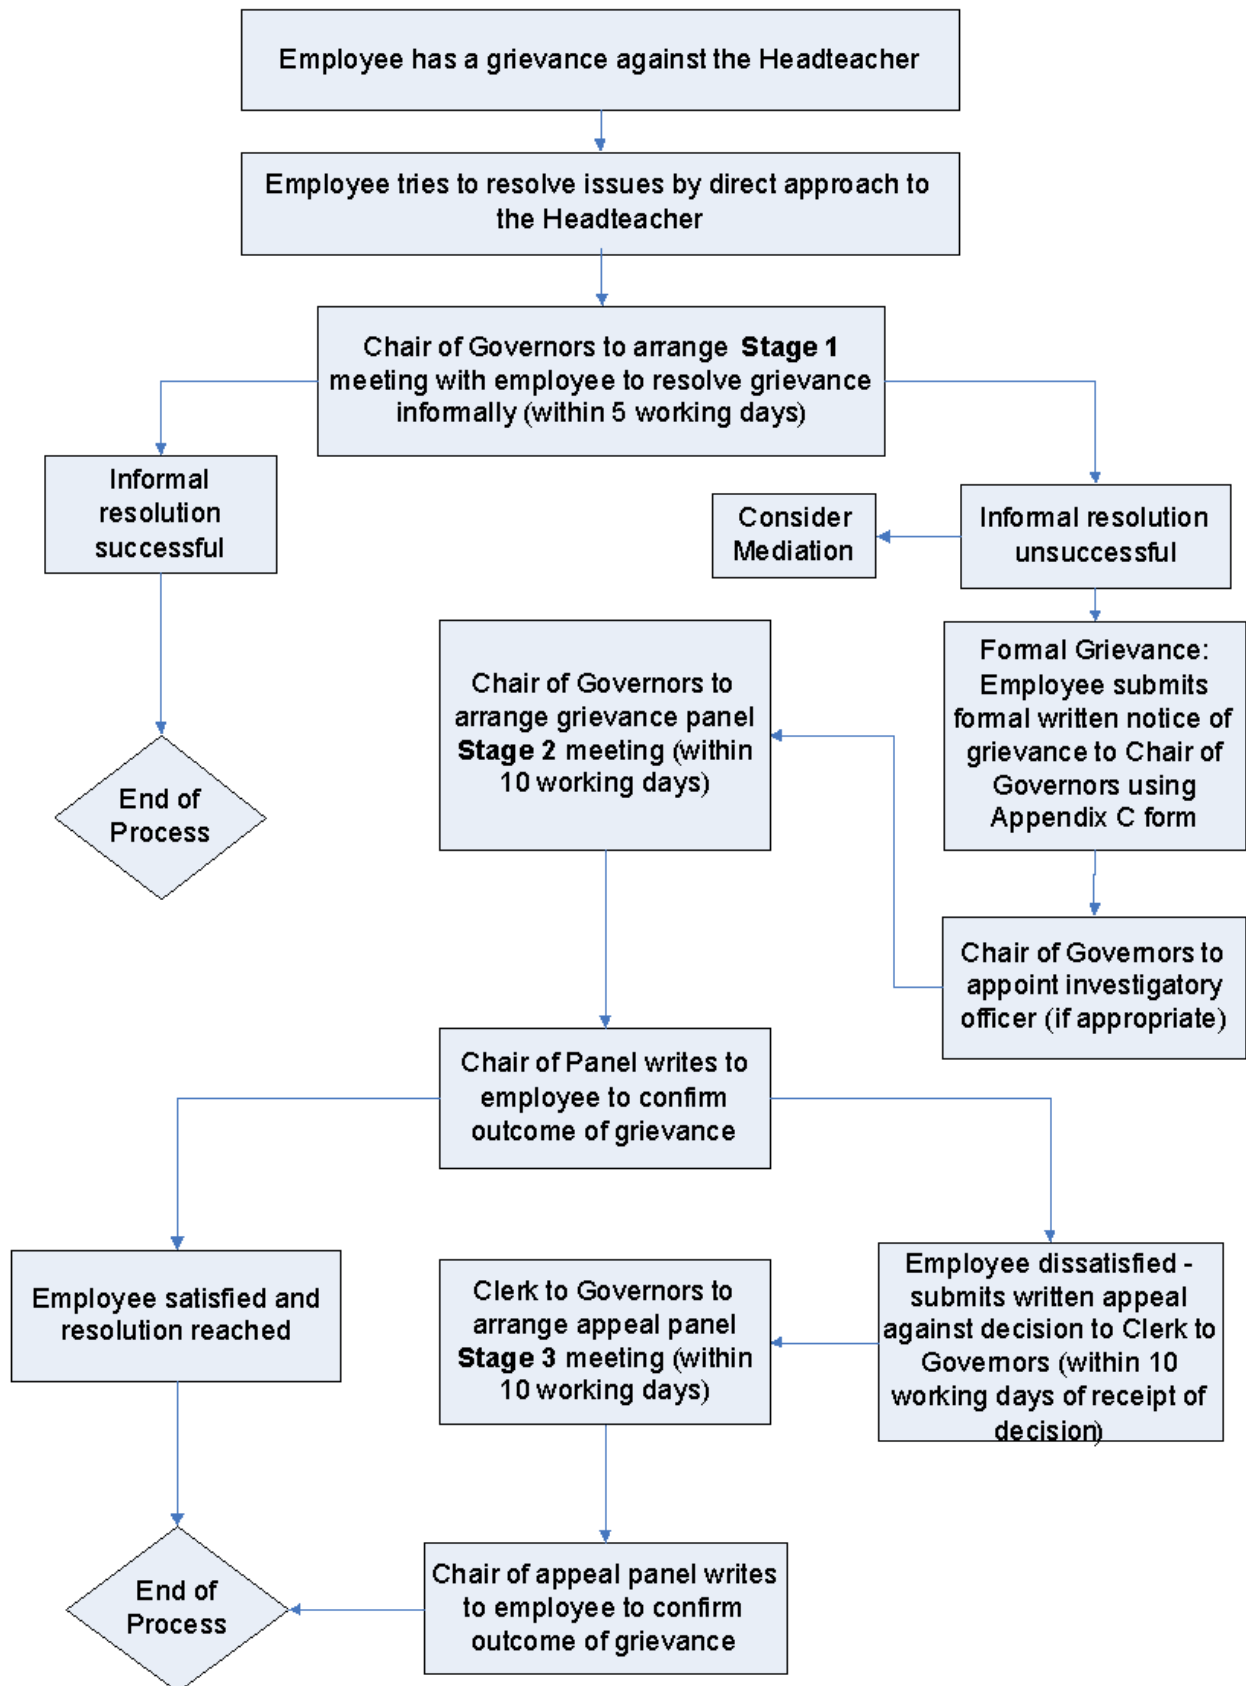 Employee has a grievance against the Headteacher
Employee tries to resolve issues by direct approach to
the Headteacher
Chair of Governors to arrange Stage 1
meeting with employee to resolve grievance
informally (within 5 working days)
Informal
resolution
successful
Consider
Mediation
Informal resolution
unsuccessful
Formal Grievance:
Employee submits
formal written notice of
grievance to Chair of
Governors using
Appendix C form
Chair of Governors to
arrange grievance panel
Stage 2 meeting (within
10 working days)
End of
Process
Chair of Governors to
appoint investigatory
officer (if appropriate)
Chair of Panel writes to
employee to confirm
outcome of grievance
Employee satisfied and
resolution reached
Clerk to Governors to
arrange appeal panel
Stage 3 meeting (within
10 working days)
Employee dissatisfied -
submits written appeal
against decision to Clerk to
Governors (within 10
working days of receipt of
decision)
End of
Process
Chair of appeal panel writes
to employee to confirm
outcome of grievance